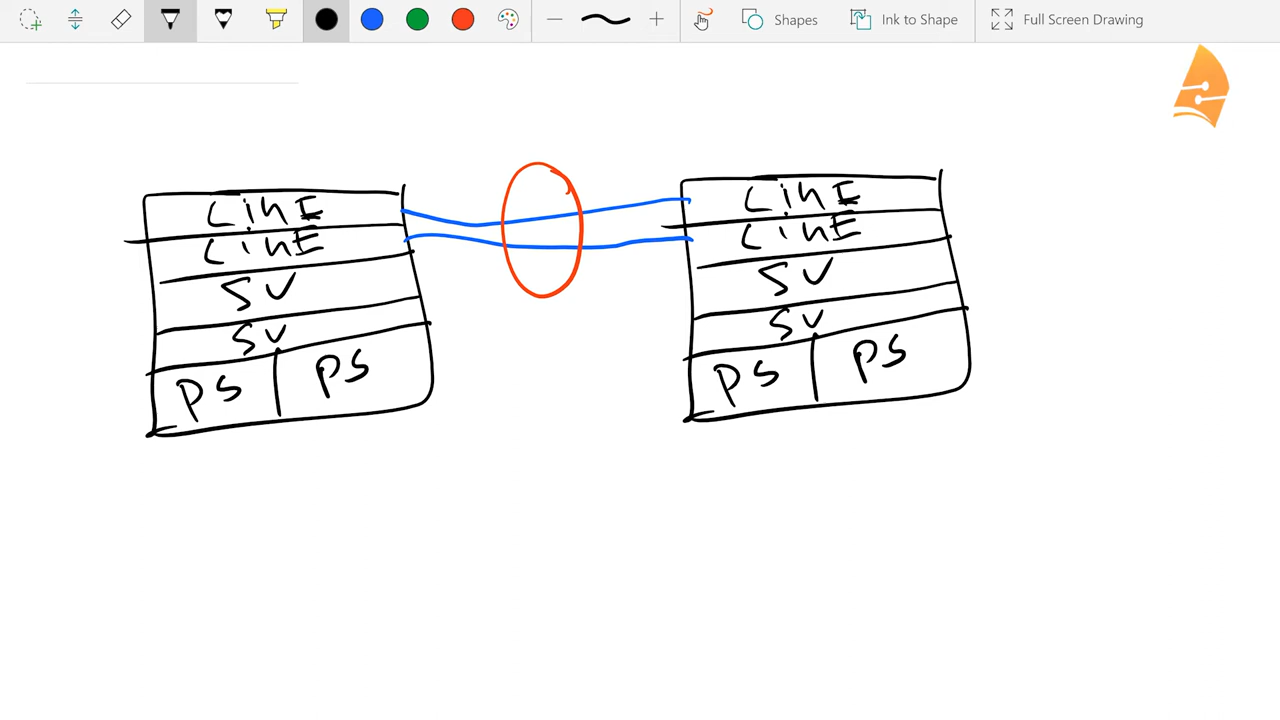 Shapes
Ink to Shape
Full Screen Drawing
LinE
LinE
SV
SV
PS PS
LinE
LinE
SV
SV
PS PS